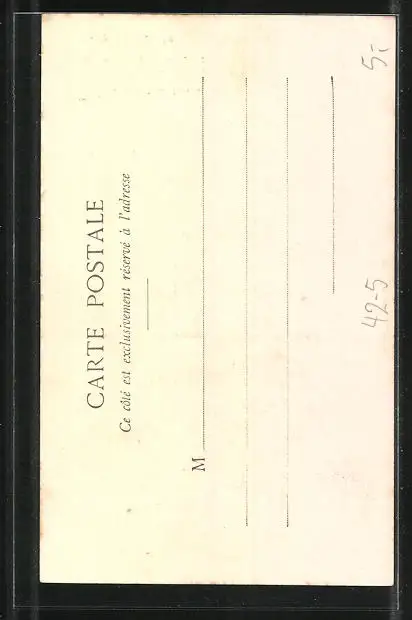 CARTE POSTALE
Ce côté est exclusivement réservé à l'adresse
M
42-5
5,-